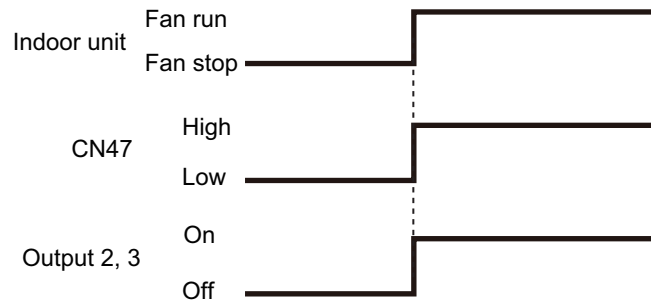 Fan run
Indoor unit
Fan stop
High
CN47
Low
On
Output 2, 3
Off